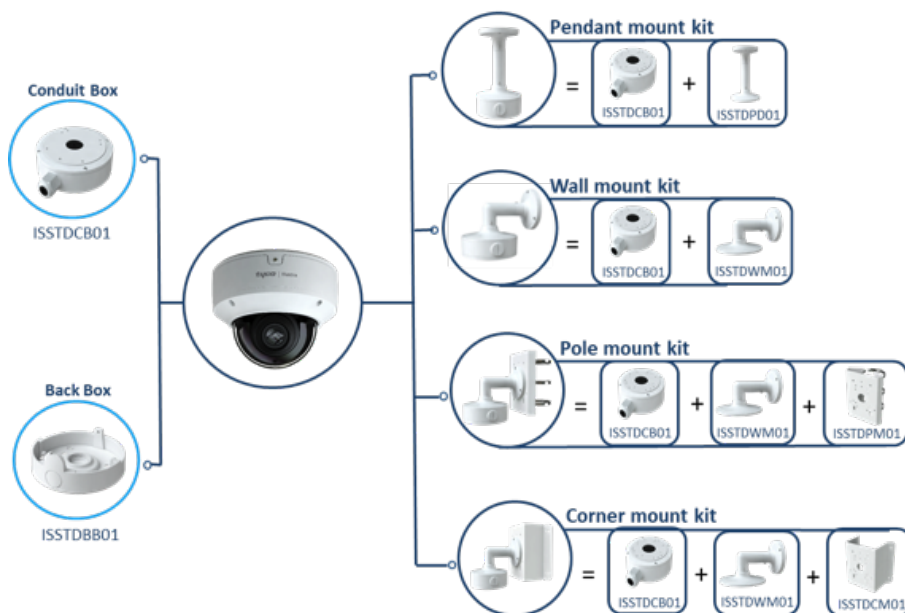 Pendant mount kit
=
+
ISSTDCB01
ISSTDPD01
Conduit Box
ISSTDCB01
Wall mount kit
=
+
ISSTDCB01
ISSTDWM01
tyco
Pole mount kit
=
+
+
ISSTDCB01
ISSTDWM01
ISSTDPM01
Back Box
ISSTDBB01
Corner mount kit
=
+
+
ISSTDCB01
ISSTDWM01
ISSTDCM01